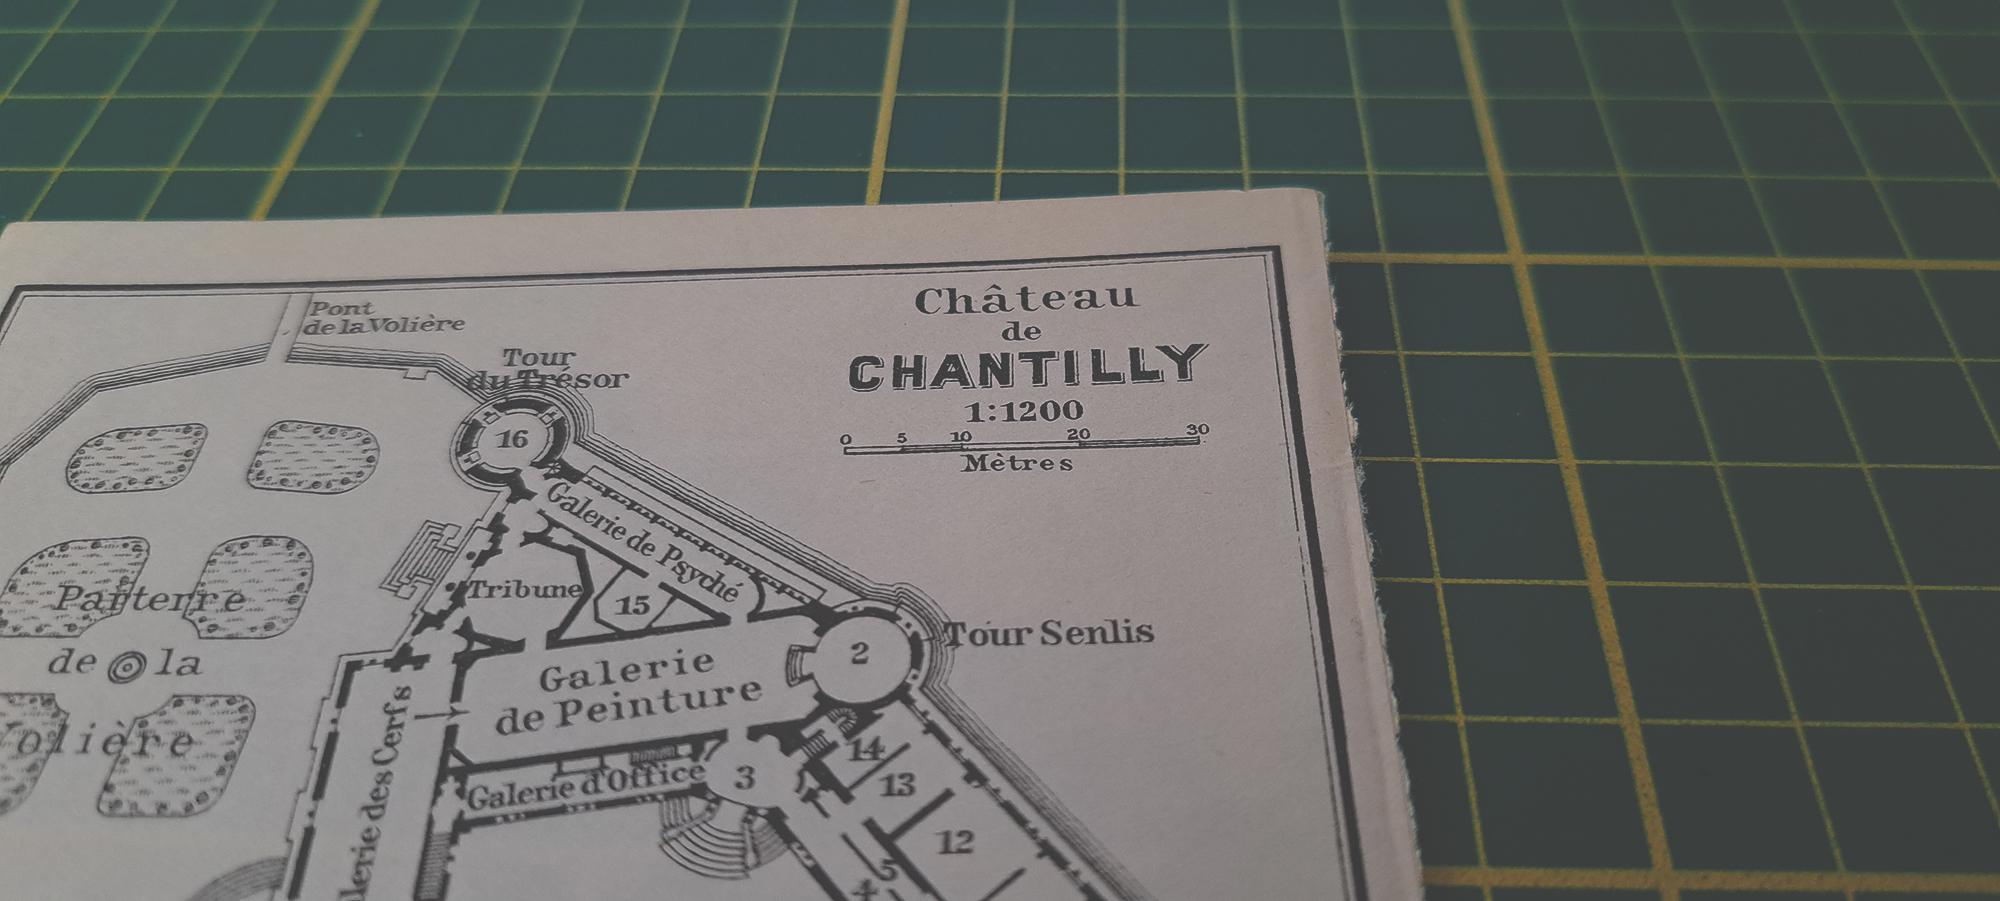 Château
de
CHANTILLY
1:1200
0 5 10 20 30
Mètres
Pont
de la Volière
Tour
du Trésor
16
Galerie de Psyché
Tribune
15
Parterre
de la
Volière
Tour Senlis
2
Galerie
de Peinture
Galerie des Cerfs
Galerie d'Office
3
14
13
12
5
4